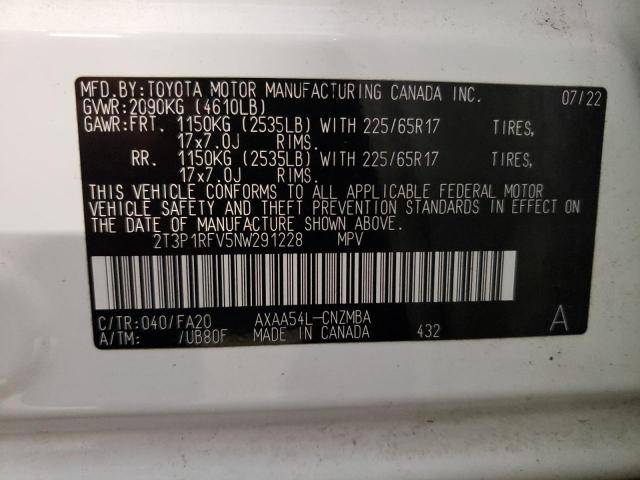 MFD.BY:TOYOTA MOTOR MANUFACTURING CANADA INC. 07/22
GVWR:2090KG (4610LB)
GAWR:FRT. 1150KG (2535LB) WITH 225/65R17 TIRES,
17x7.0J RIMS.
RR. 1150KG (2535LB) WITH 225/65R17 TIRES,
17x7.0J RIMS.
THIS VEHICLE CONFORMS TO ALL APPLICABLE FEDERAL MOTOR
VEHICLE SAFETY AND THEFT PREVENTION STANDARDS IN EFFECT ON
THE DATE OF MANUFACTURE SHOWN ABOVE.
2T3P1RFV5NW291228 MPV
C/TR:040/FA20 AXAA54L-CNZMBA A
A/TM: /UB80F MADE IN CANADA 432